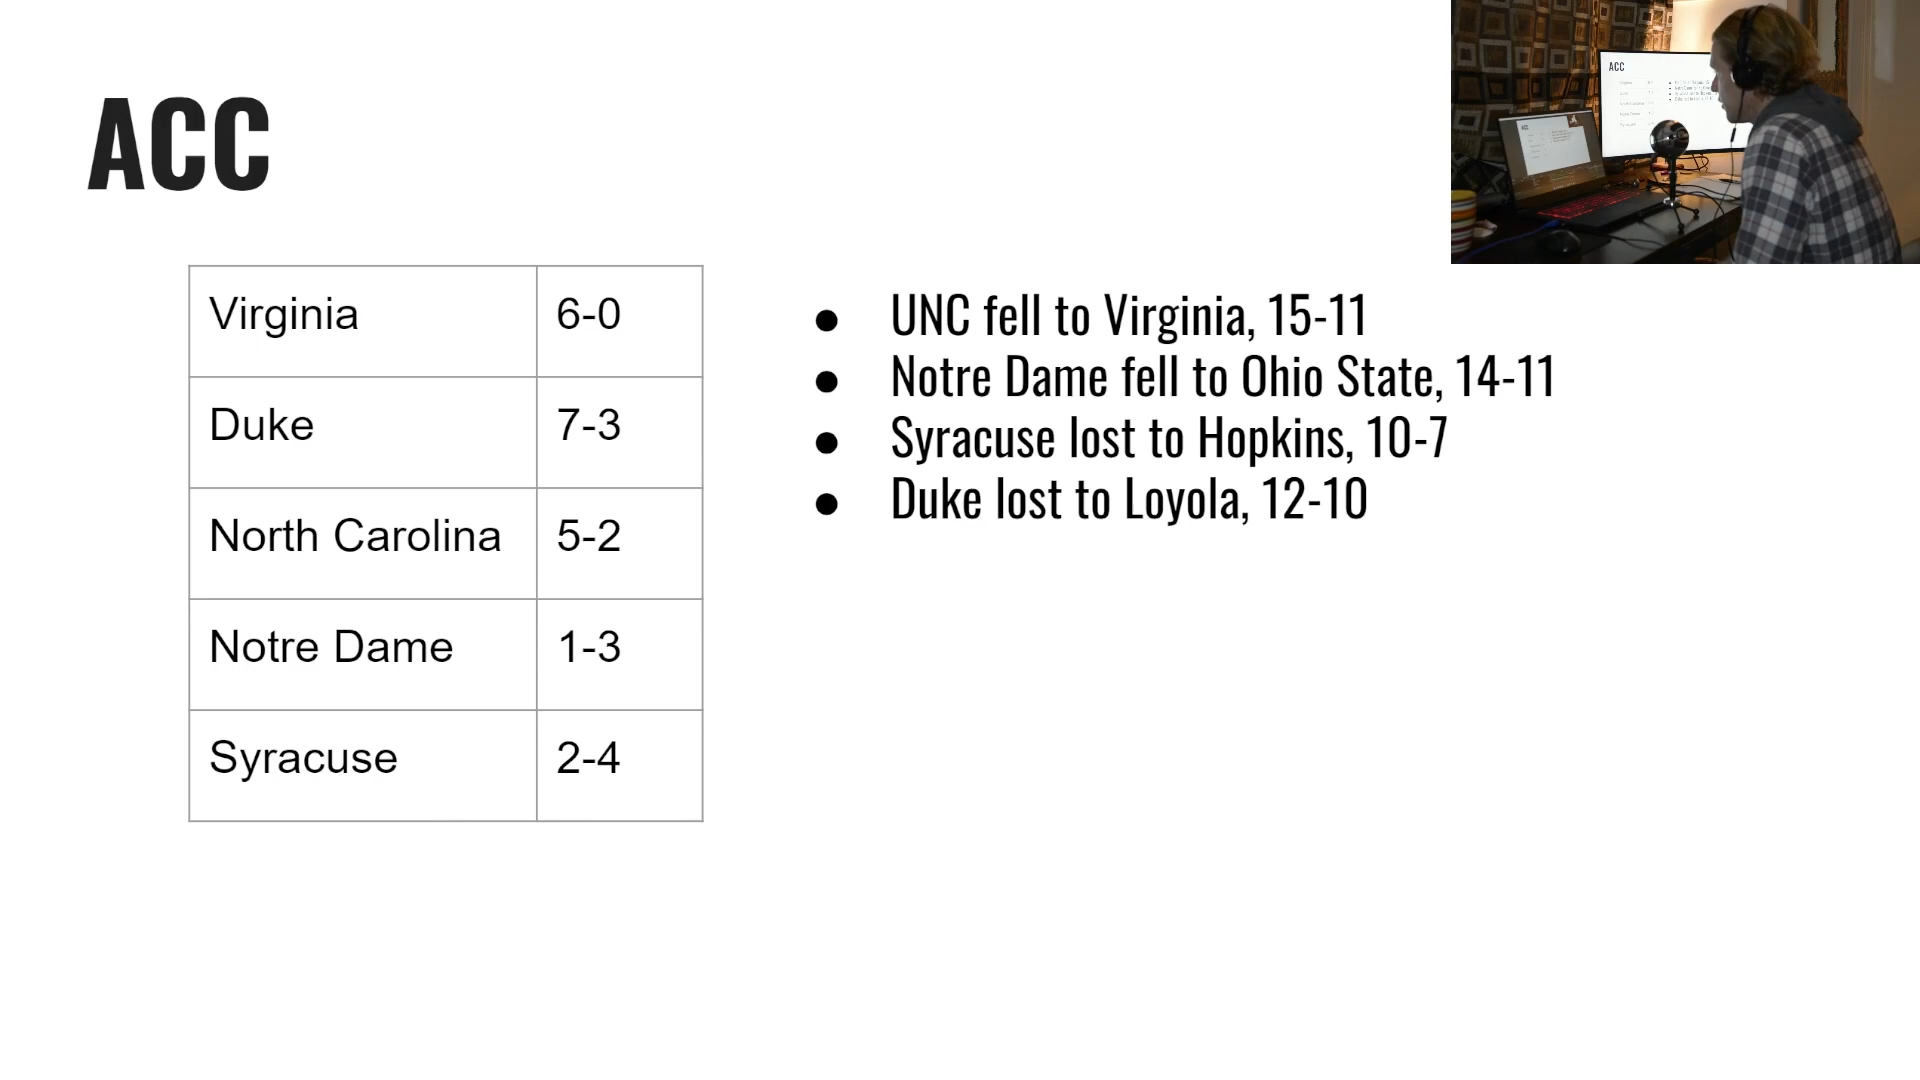 ACC
Virginia 6-0
Duke 7-3
North Carolina 5-2
Notre Dame 1-3
Syracuse 2-4
● UNC fell to Virginia, 15-11
● Notre Dame fell to Ohio State, 14-11
● Syracuse lost to Hopkins, 10-7
● Duke lost to Loyola, 12-10
ACC